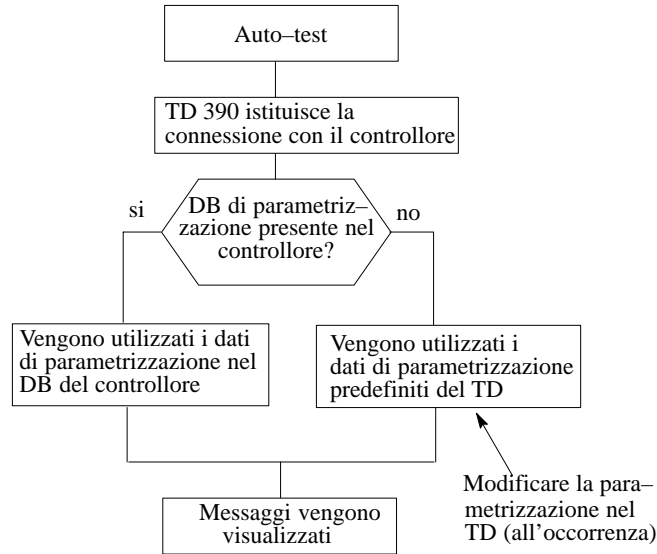 Auto–test
TD 390 istituisce la
connessione con il controllore
DB di parametriz–
zazione presente nel
controllore?
si
no
Vengono utilizzati i dati
di parametrizzazione nel
DB del controllore
Vengono utilizzati i
dati di parametrizzazione
predefiniti del TD
Modificare la para–
metrizzazione nel
TD (all'occorrenza)
Messaggi vengono
visualizzati